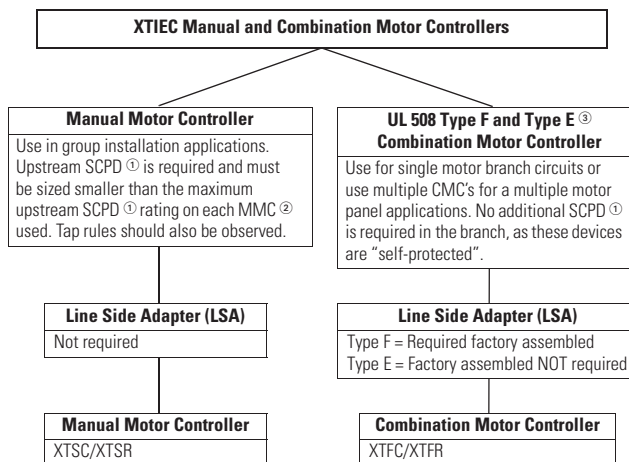 XTIEC Manual and Combination Motor Controllers
Manual Motor Controller
Use in group installation applications.
Upstream SCPD ① is required and must
be sized smaller than the maximum
upstream SCPD ① rating on each MMC ②
used. Tap rules should also be observed.
UL 508 Type F and Type E ③
Combination Motor Controller
Use for single motor branch circuits or
use multiple CMC's for a multiple motor
panel applications. No additional SCPD ①
is required in the branch, as these devices
are “self-protected”.
Line Side Adapter (LSA)
Not required
Line Side Adapter (LSA)
Type F = Required factory assembled
Type E = Factory assembled NOT required
Manual Motor Controller
XTSC/XTSR
Combination Motor Controller
XTFC/XTFR